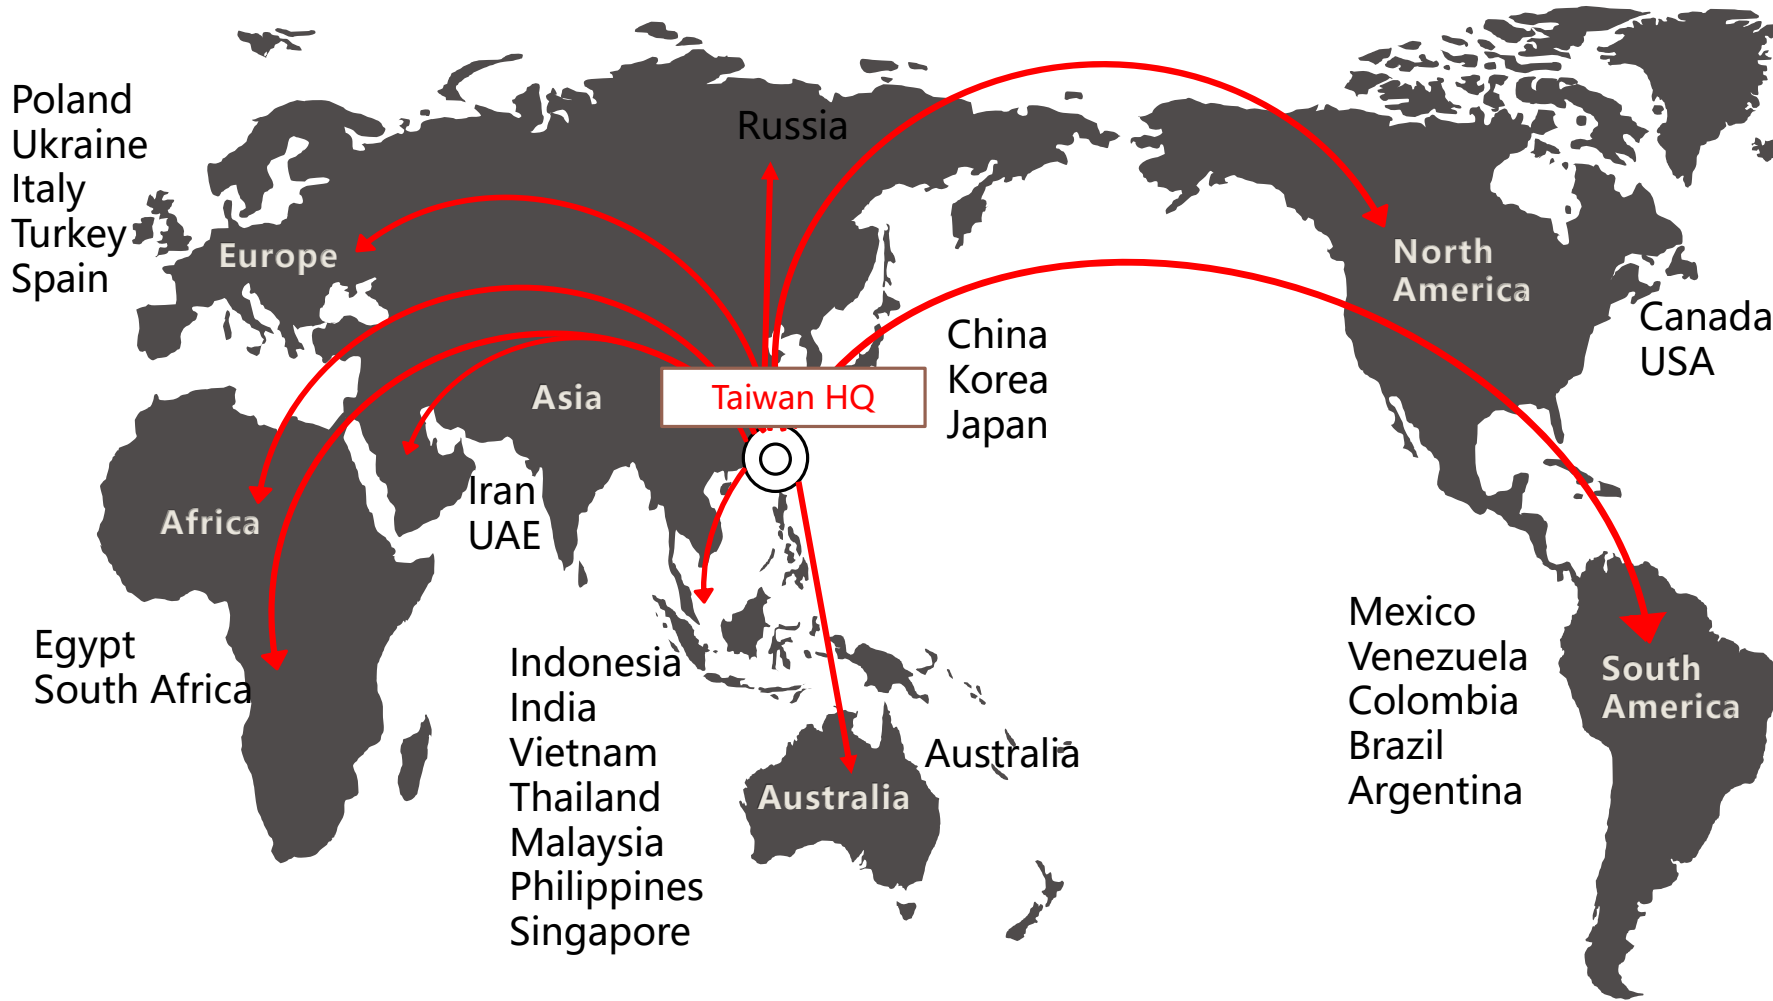 Poland
Ukraine
Italy
Turkey
Spain
Europe
Russia
North
America
Canada
USA
China
Korea
Japan
Taiwan HQ
Asia
Iran
UAE
Africa
Egypt
South Africa
Indonesia
India
Vietnam
Thailand
Malaysia
Philippines
Singapore
Australia
Australia
Mexico
Venezuela
Colombia
Brazil
Argentina
South
America